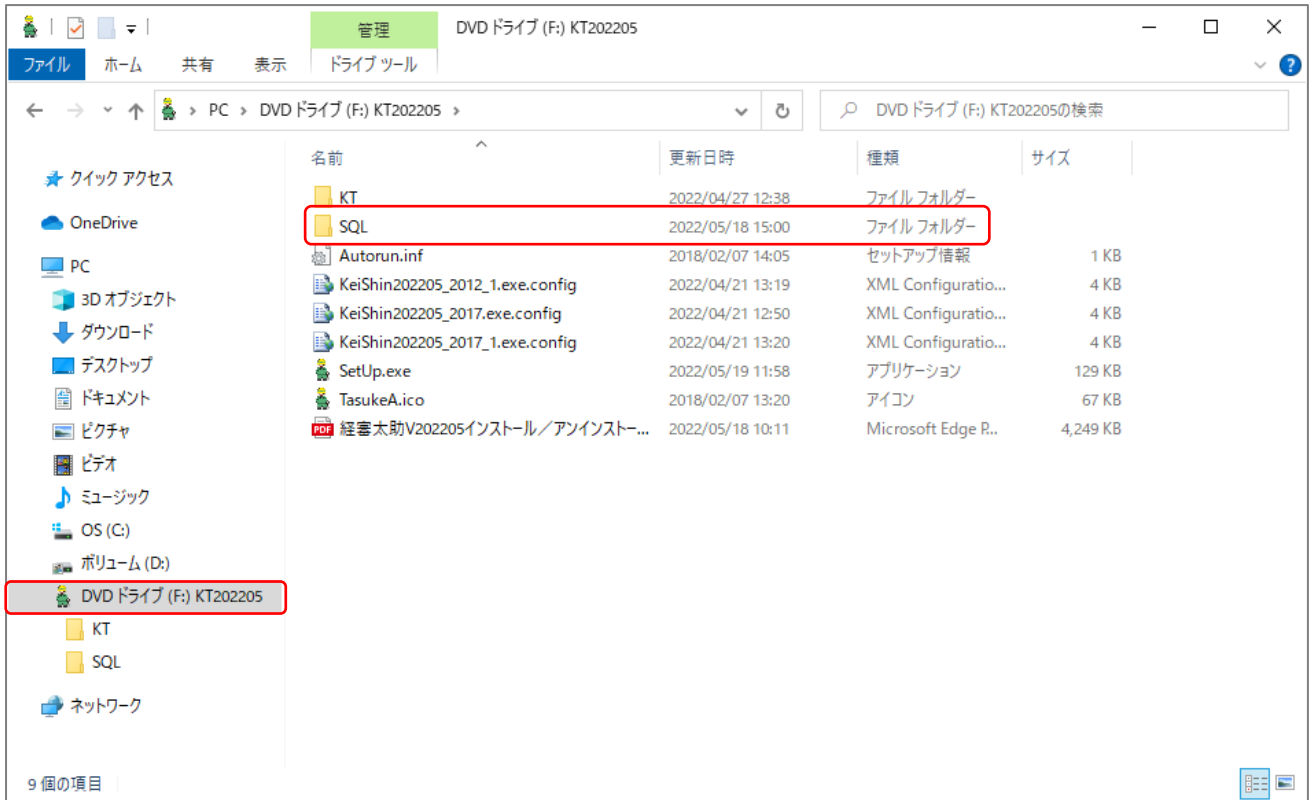 管理 DVD ドライブ (F:) KT202205
ファイル ホーム 共有 表示 ドライブ ツール
PC › DVD ドライブ (F:) KT202205 › DVD ドライブ (F:) KT202205の検索
名前 更新日時 種類 サイズ
クイック アクセス
OneDrive
PC
3D オブジェクト
ダウンロード
デスクトップ
ドキュメント
ピクチャ
ビデオ
ミュージック
OS (C:)
ボリューム (D:)
DVD ドライブ (F:) KT202205
KT
SQL
ネットワーク
KT 2022/04/27 12:38 ファイル フォルダー
SQL 2022/05/18 15:00 ファイル フォルダー
Autorun.inf 2018/02/07 14:05 セットアップ情報 1 KB
KeiShin202205_2012_1.exe.config 2022/04/21 13:19 XML Configuratio... 4 KB
KeiShin202205_2017.exe.config 2022/04/21 12:50 XML Configuratio... 4 KB
KeiShin202205_2017_1.exe.config 2022/04/21 13:20 XML Configuratio... 4 KB
SetUp.exe 2022/05/19 11:58 アプリケーション 129 KB
TasukeA.ico 2018/02/07 13:20 アイコン 67 KB
PDF 経審太助V202205インストール／アンインストー... 2022/05/18 10:11 Microsoft Edge P... 4,249 KB
9 個の項目